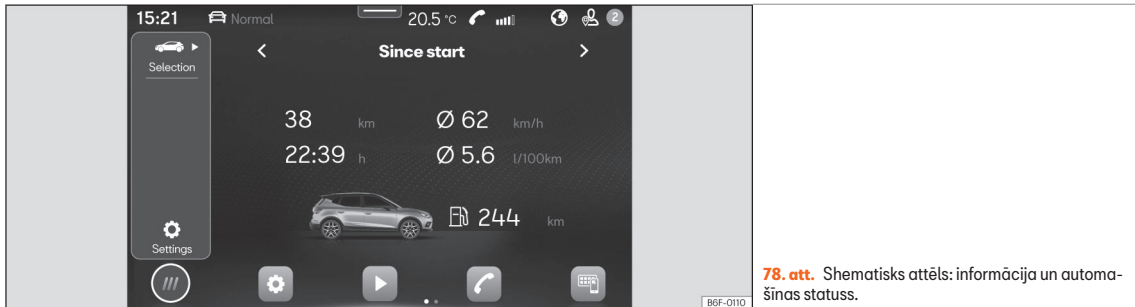 15:21 Normal 20.5 °C 2
Selection
Since start
38 km Ø 62 km/h
22:39 h Ø 5.6 l/100km
244 km
Settings
B6F-0110
78. att. Shematisks attēls: informācija un automa-
šīnas statuss.